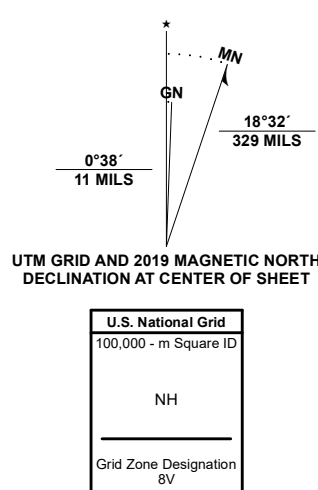 ★
MN
GN
18°32´
329 MILS
0°38´
11 MILS
UTM GRID AND 2019 MAGNETIC NORTH
DECLINATION AT CENTER OF SHEET
U.S. National Grid
100,000 - m Square ID
NH
Grid Zone Designation
8V